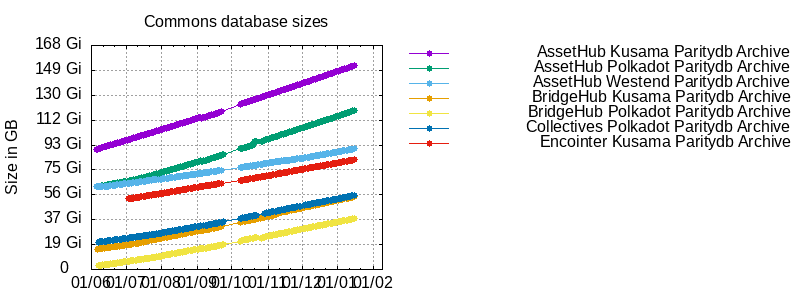 Commons database sizes
168 Gi
149 Gi
130 Gi
112 Gi
93 Gi
75 Gi
56 Gi
37 Gi
19 Gi
0
Size in GB
01/06 01/07 01/08 01/09 01/10 01/11 01/12 01/01 01/02
AssetHub Kusama Paritydb Archive
AssetHub Polkadot Paritydb Archive
AssetHub Westend Paritydb Archive
BridgeHub Kusama Paritydb Archive
BridgeHub Polkadot Paritydb Archive
Collectives Polkadot Paritydb Archive
Encointer Kusama Paritydb Archive